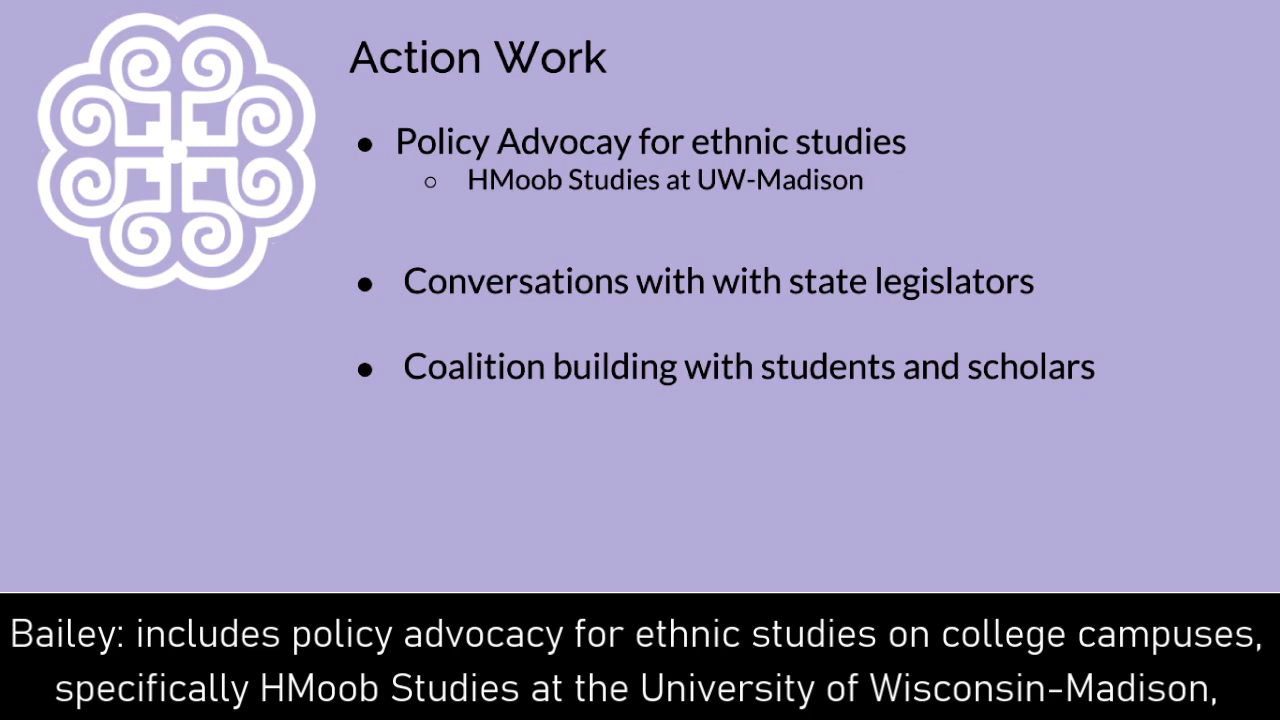 Action Work
● Policy Advocay for ethnic studies
○ HMoob Studies at UW-Madison
● Conversations with with state legislators
● Coalition building with students and scholars
Bailey: includes policy advocacy for ethnic studies on college campuses,
specifically HMoob Studies at the University of Wisconsin-Madison,